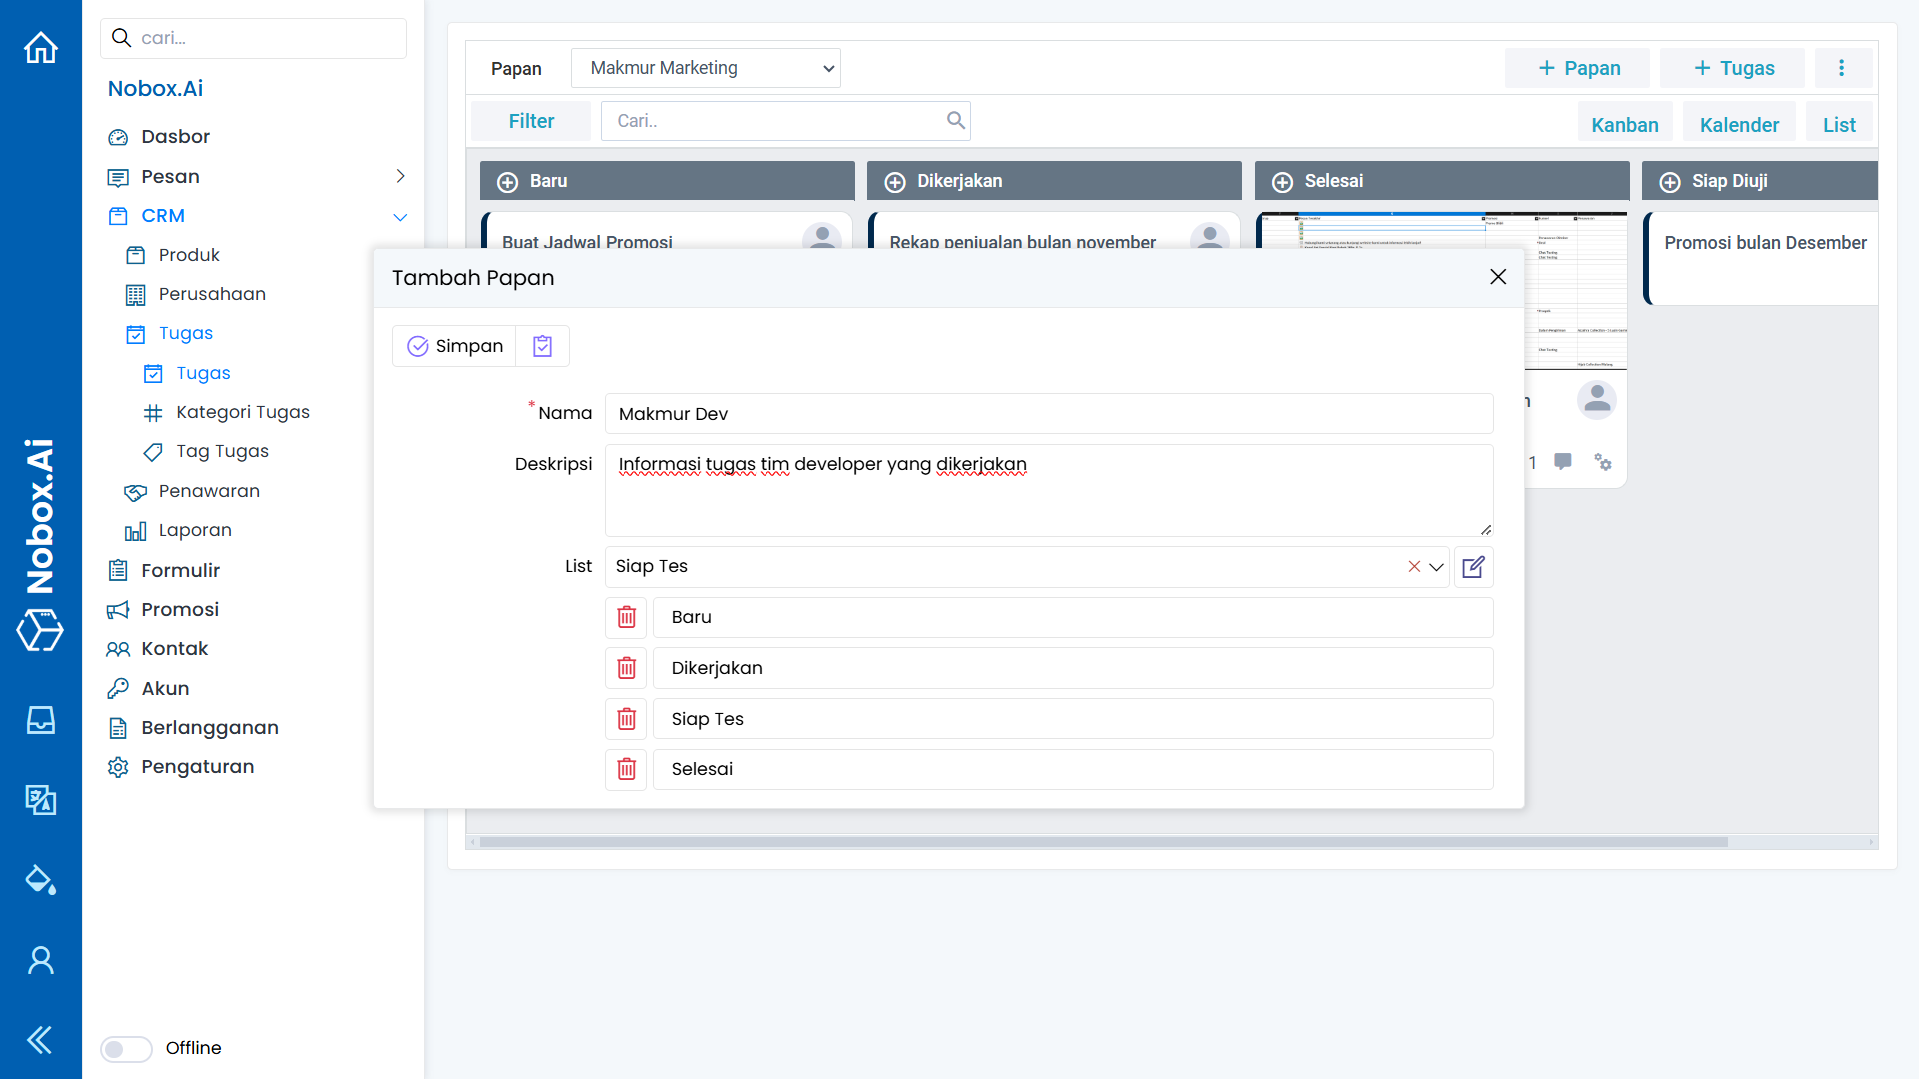 Nobox.Ai
cari...
Nobox.Ai
Dasbor
Pesan
CRM
Produk
Perusahaan
Tugas
Tugas
Kategori Tugas
Tag Tugas
Penawaran
Laporan
Formulir
Promosi
Kontak
Akun
Berlangganan
Pengaturan
Offline
Papan
Makmur Marketing
+ Papan
+ Tugas
Filter
Cari..
Kanban
Kalender
List
Baru
Dikerjakan
Selesai
Siap Diuji
Buat Jadwal Promosi
Rekap penjualan bulan november
Promosi bulan Desember
1
Tambah Papan
Simpan
*Nama
Makmur Dev
Deskripsi
Informasi tugas tim developer yang dikerjakan
List
Siap Tes
Baru
Dikerjakan
Siap Tes
Selesai